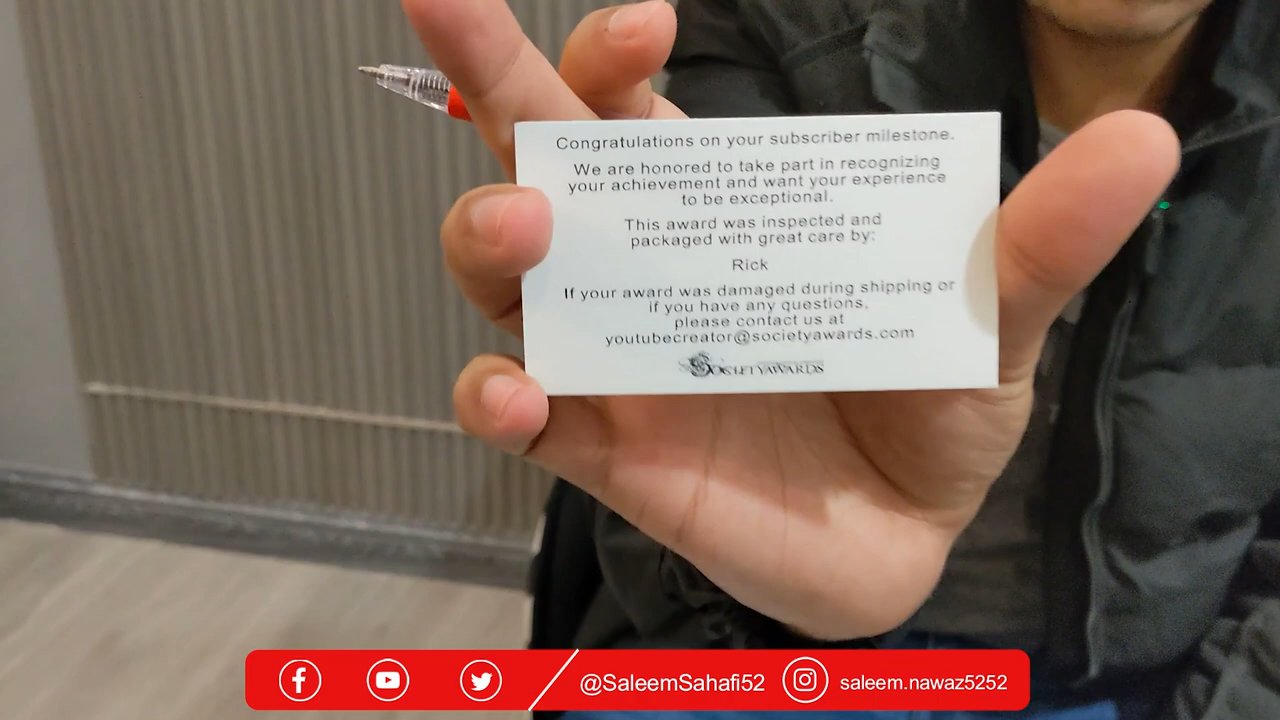 Congratulations on your subscriber milestone.
We are honored to take part in recognizing
your achievement and want your experience
to be exceptional.
This award was inspected and
packaged with great care by:
Rick
If your award was damaged during shipping or
if you have any questions,
please contact us at
youtubecreator@societyawards.com
SOCIETYAWARDS
@SaleemSahafi52
saleem.nawaz5252